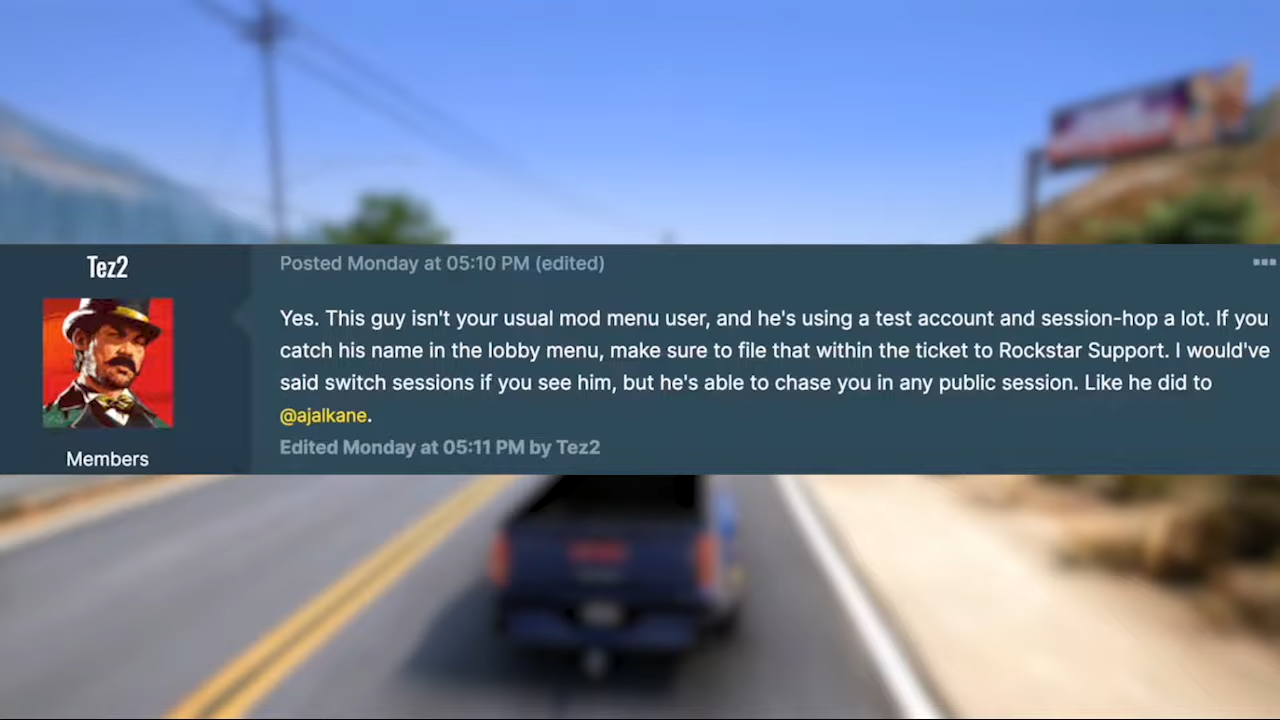 Tez2
Members
Posted Monday at 05:10 PM (edited)
Yes. This guy isn't your usual mod menu user, and he's using a test account and session-hop a lot. If you
catch his name in the lobby menu, make sure to file that within the ticket to Rockstar Support. I would've
said switch sessions if you see him, but he's able to chase you in any public session. Like he did to
@ajalkane.
Edited Monday at 05:11 PM by Tez2